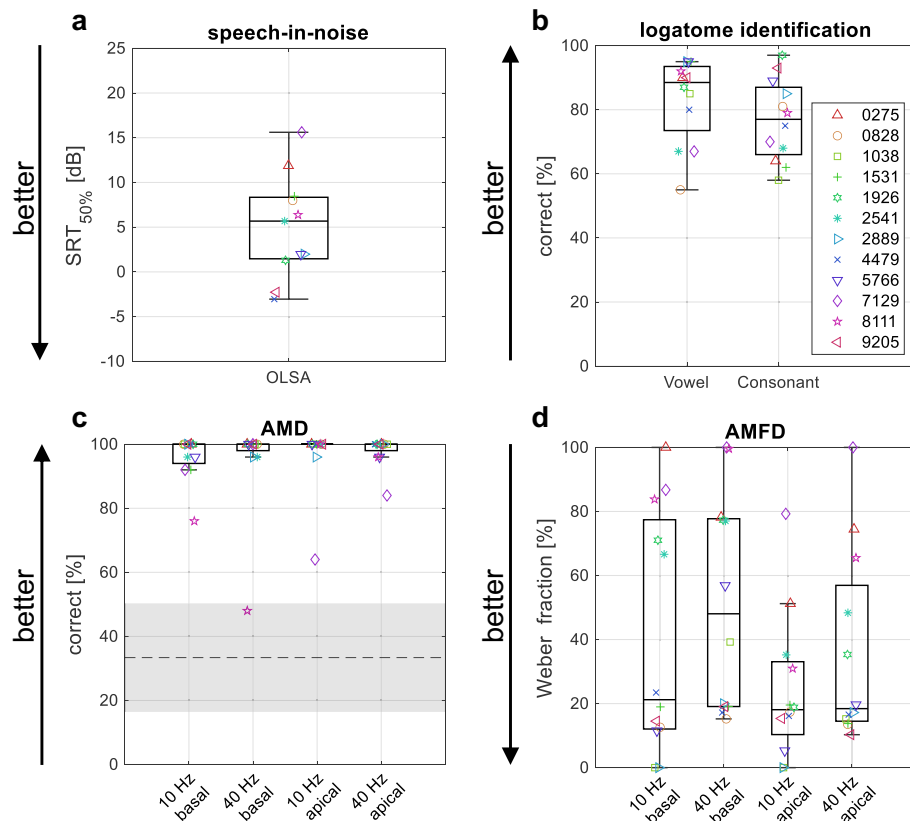 a
speech-in-noise
better
SRT50% [dB]
25
20
15
10
5
0
-5
-10
OLSA
b
logatome identification
better
correct [%]
100
80
60
40
20
0
Vowel
Consonant
0275
0828
1038
1531
1926
2541
2889
4479
5766
7129
8111
9205
c
AMD
better
correct [%]
100
80
60
40
20
0
10 Hz
basal
40 Hz
basal
10 Hz
apical
40 Hz
apical
d
AMFD
better
Weber fraction [%]
100
80
60
40
20
0
10 Hz
basal
40 Hz
basal
10 Hz
apical
40 Hz
apical